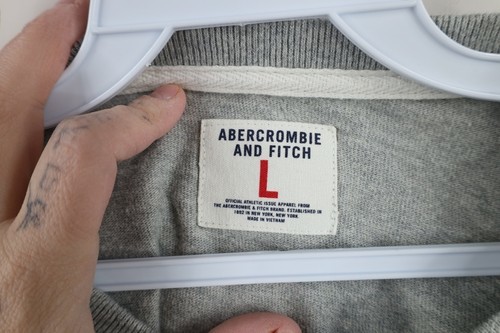 ABERCROMBIE
AND FITCH
L
OFFICIAL ATHLETIC ISSUE APPAREL FROM
THE ABERCROMBIE & FITCH BRAND. ESTABLISHED IN
1892 IN NEW YORK, NEW YORK
MADE IN VIETNAM